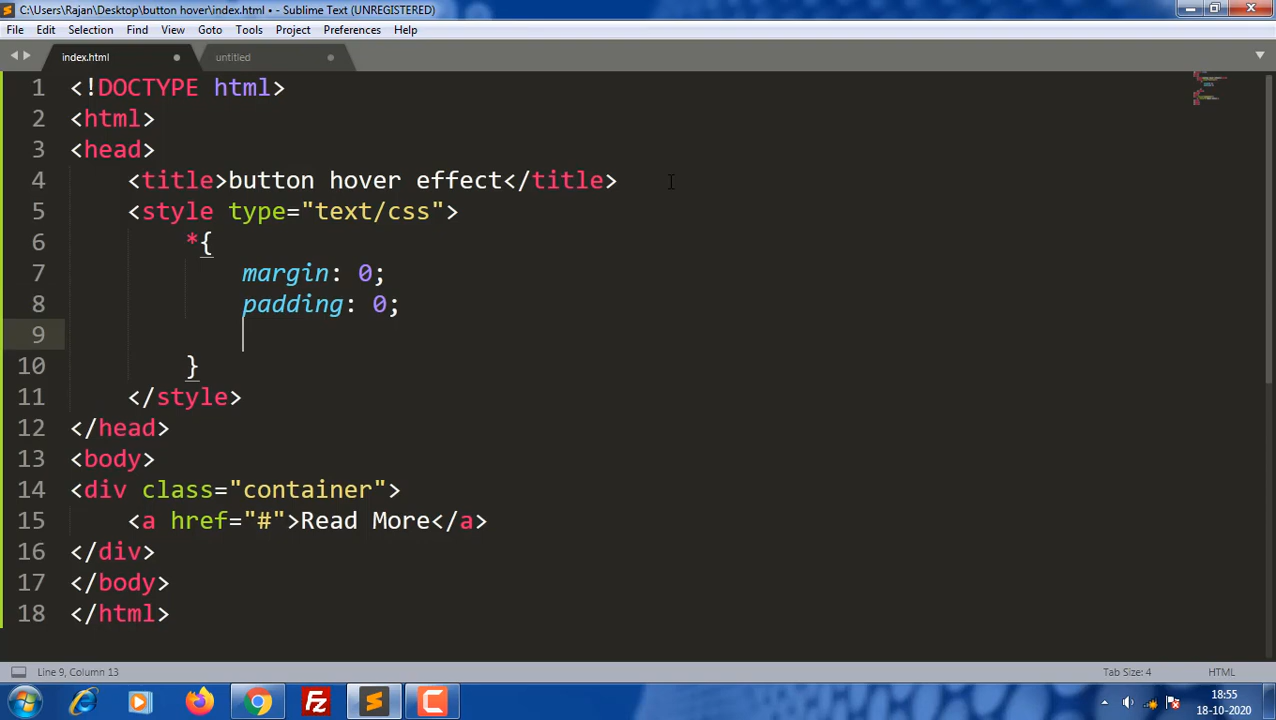 C:\Users\Rajan\Desktop\button hover\index.html • - Sublime Text (UNREGISTERED)
File Edit Selection Find View Goto Tools Project Preferences Help
index.html untitled
1 <!DOCTYPE html>
2 <html>
3 <head>
4 <title>button hover effect</title>
5 <style type="text/css">
6 *{
7 margin: 0;
8 padding: 0;
9
10 }
11 </style>
12 </head>
13 <body>
14 <div class="container">
15 <a href="#">Read More</a>
16 </div>
17 </body>
18 </html>
Line 9, Column 13 Tab Size: 4 HTML
18:55
18-10-2020